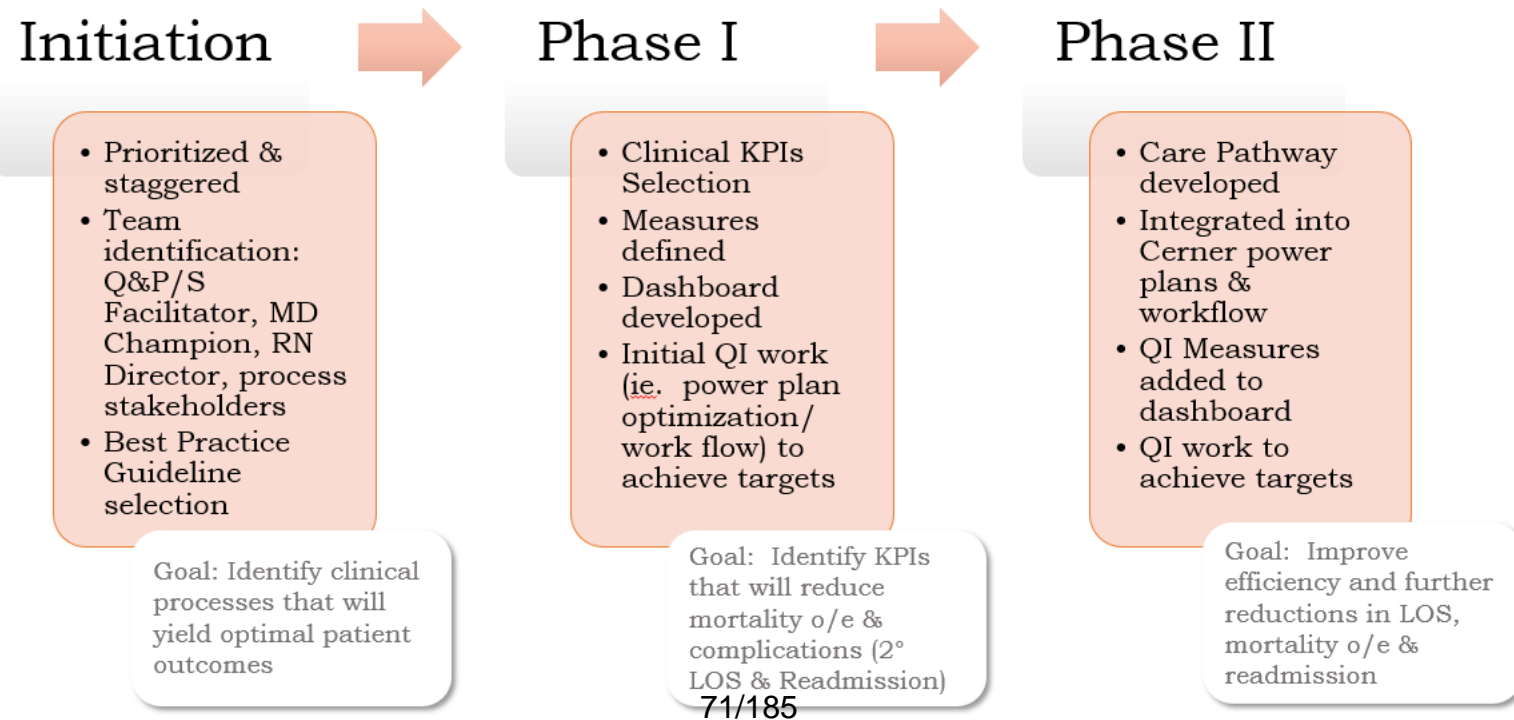 Initiation
• Prioritized &
staggered
• Team
identification:
Q&P/S
Facilitator, MD
Champion, RN
Director, process
stakeholders
• Best Practice
Guideline
selection
Goal: Identify clinical
processes that will
yield optimal patient
outcomes
Phase I
• Clinical KPIs
Selection
• Measures
defined
• Dashboard
developed
• Initial QI work
(ie.  power plan
optimization/
work flow) to
achieve targets
Goal:  Identify KPIs
that will reduce
mortality o/e &
complications (2°
LOS & Readmission)
Phase II
• Care Pathway
developed
• Integrated into
Cerner power
plans &
workflow
• QI Measures
added to
dashboard
• QI work to
achieve targets
Goal:  Improve
efficiency and further
reductions in LOS,
mortality o/e &
readmission
71/185